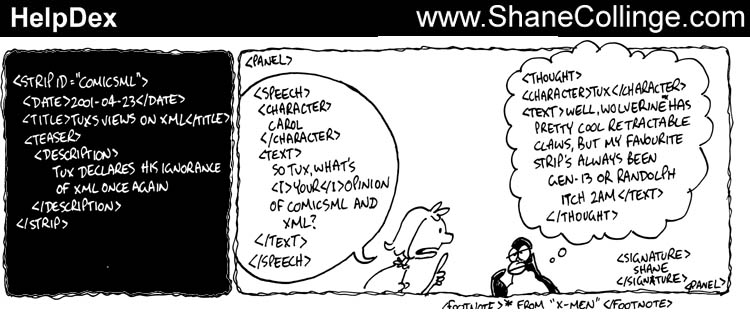 HelpDex
www.ShaneCollinge.com
<STRIP ID="COMICSML">
<DATE>2001-04-23</DATE>
<TITLE>TUX'S VIEWS ON XML</TITLE>
<TEASER>
<DESCRIPTION>
TUX DECLARES HIS IGNORANCE
OF XML ONCE AGAIN
</DESCRIPTION>
</STRIP>
<PANEL>
<SPEECH>
<CHARACTER>
CAROL
</CHARACTER>
<TEXT>
SO TUX, WHAT'S
<I>YOUR</I> OPINION
OF COMICSML AND
XML?
</TEXT>
</SPEECH>
<THOUGHT>
<CHARACTER>TUX</CHARACTER>
<TEXT>WELL, WOLVERINE* HAS
PRETTY COOL RETRACTABLE
CLAWS, BUT MY FAVOURITE
STRIP'S ALWAYS BEEN
GEN-13 OR RANDOLPH
ITCH 2AM</TEXT>
</THOUGHT>
<SIGNATURE>
SHANE
</SIGNATURE>
<PANEL>
<FOOTNOTE>* FROM "X-MEN" </FOOTNOTE>